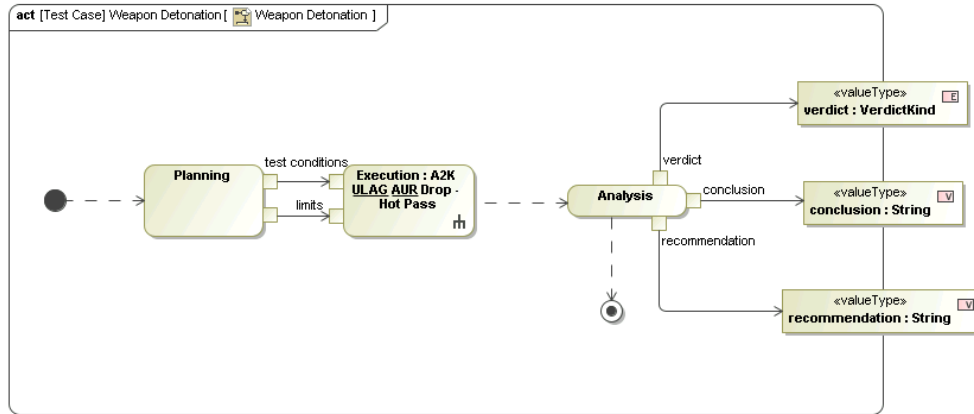 act [Test Case] Weapon Detonation [ Weapon Detonation ]
«valueType»
verdict : VerdictKind
E
verdict
test conditions
Planning
Execution : A2K
ULAG AUR Drop -
Hot Pass
limits
Analysis
conclusion
«valueType»
conclusion : String
V
recommendation
«valueType»
recommendation : String
V